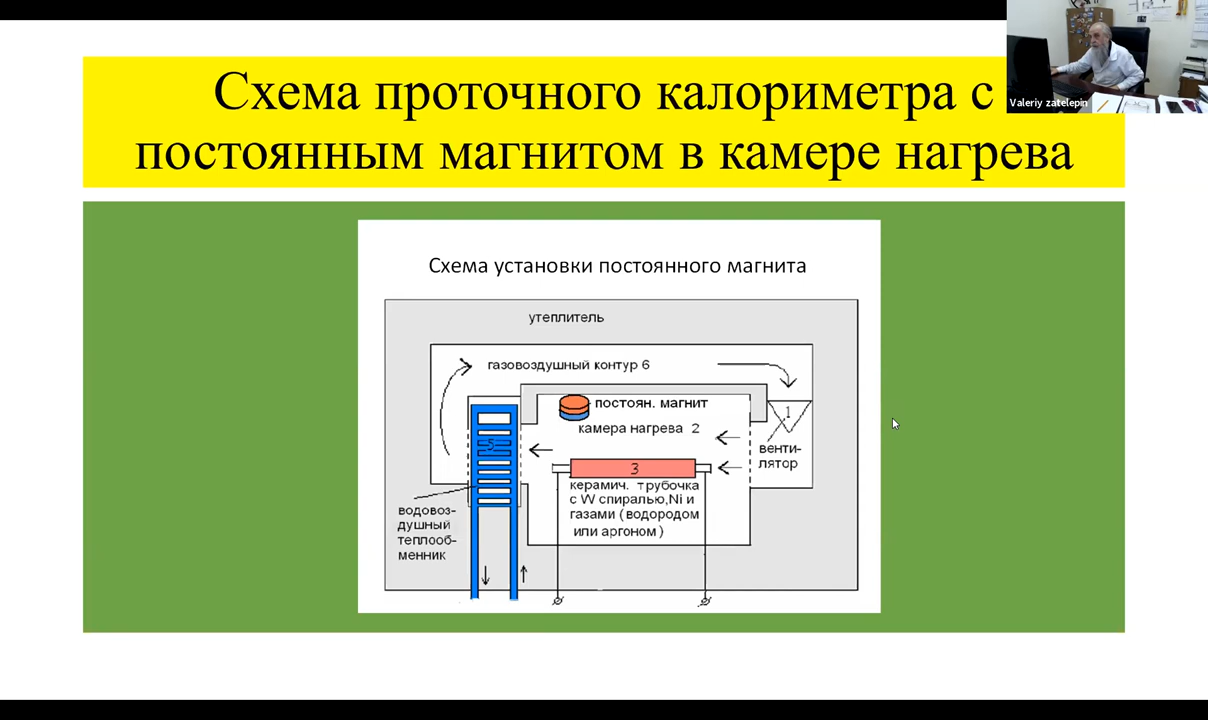 Схема проточного калориметра с
постоянным магнитом в камере нагрева
Valeriy zatelepin
Схема установки постоянного магнита
утеплитель
газовоздушный контур 6
постоян. магнит
1
камера нагрева 2
5
венти-
лятор
3
керамич. трубочка
с W спиралью,Ni и
газами (водородом
или аргоном)
водовоз-
душный
теплооб-
менник